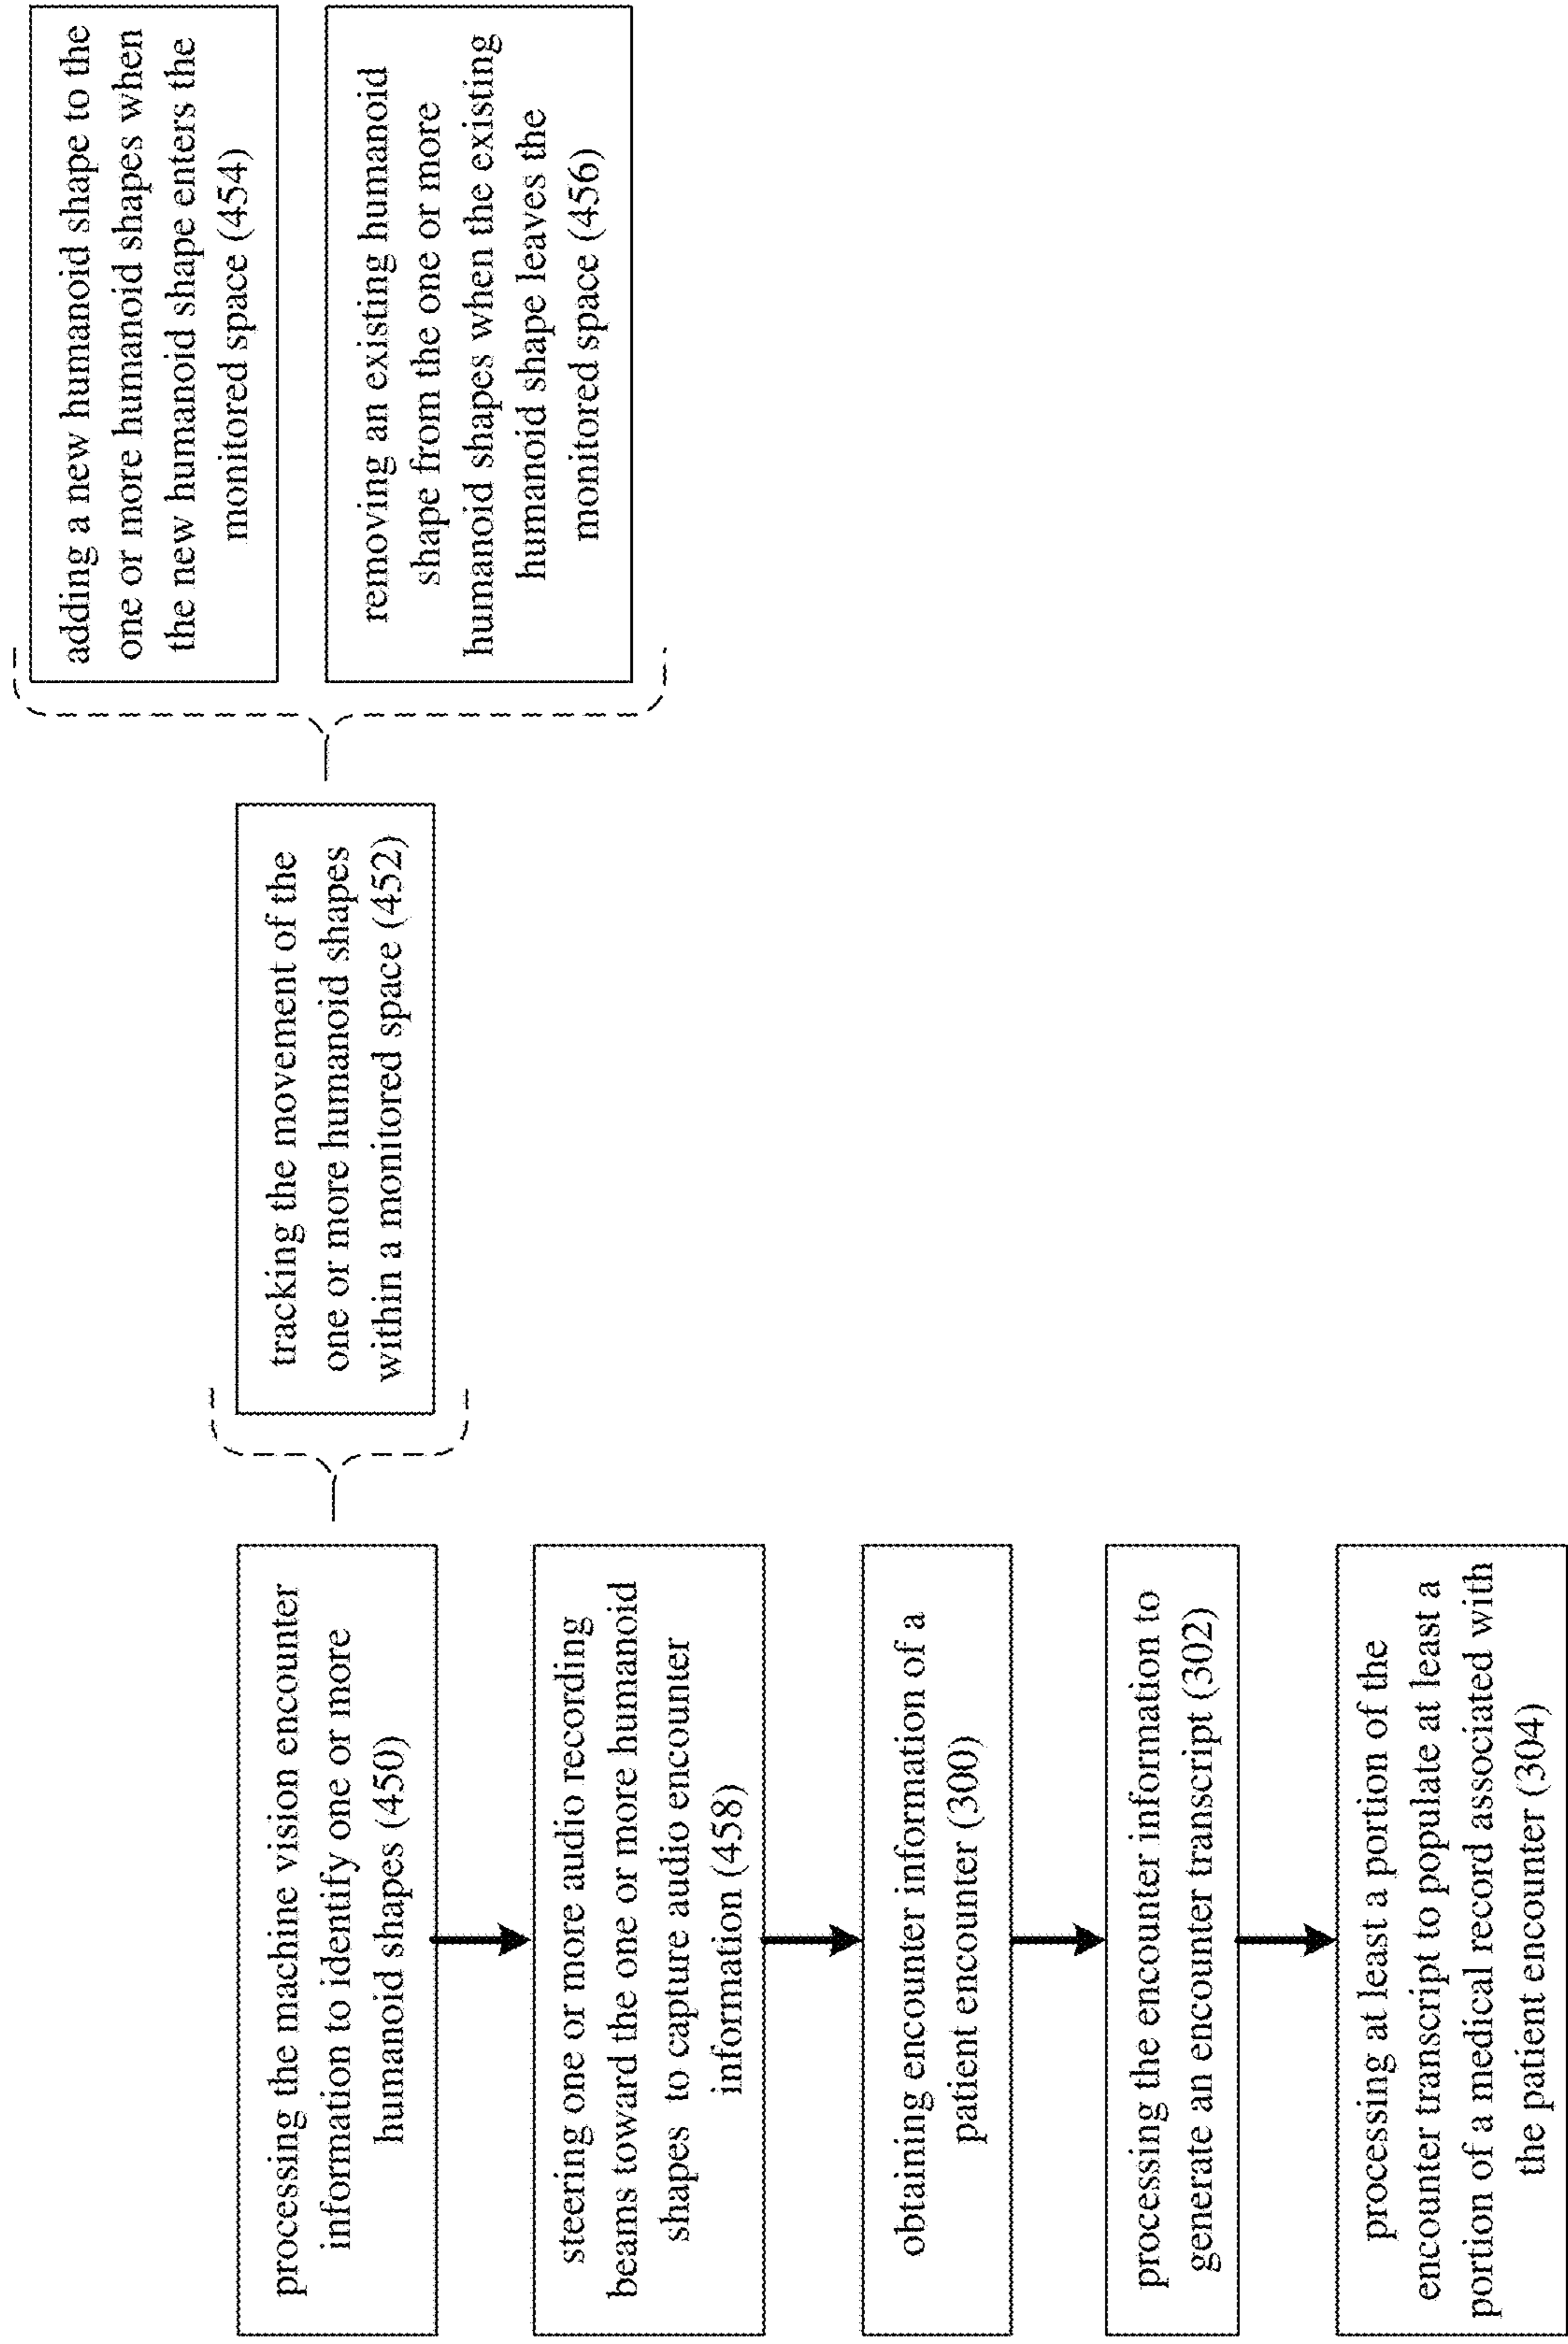 processing the machine vision encounter
information to identify one or more
humanoid shapes (450)
tracking the movement of the
one or more humanoid shapes
within a monitored space (452)
adding a new humanoid shape to the
one or more humanoid shapes when
the new humanoid shape enters the
monitored space (454)
removing an existing humanoid
shape from the one or more
humanoid shapes when the existing
humanoid shape leaves the
monitored space (456)
steering one or more audio recording
beams toward the one or more humanoid
shapes to capture audio encounter
information (458)
obtaining encounter information of a
patient encounter (300)
processing the encounter information to
generate an encounter transcript (302)
processing at least a portion of the
encounter transcript to populate at least a
portion of a medical record associated with
the patient encounter (304)